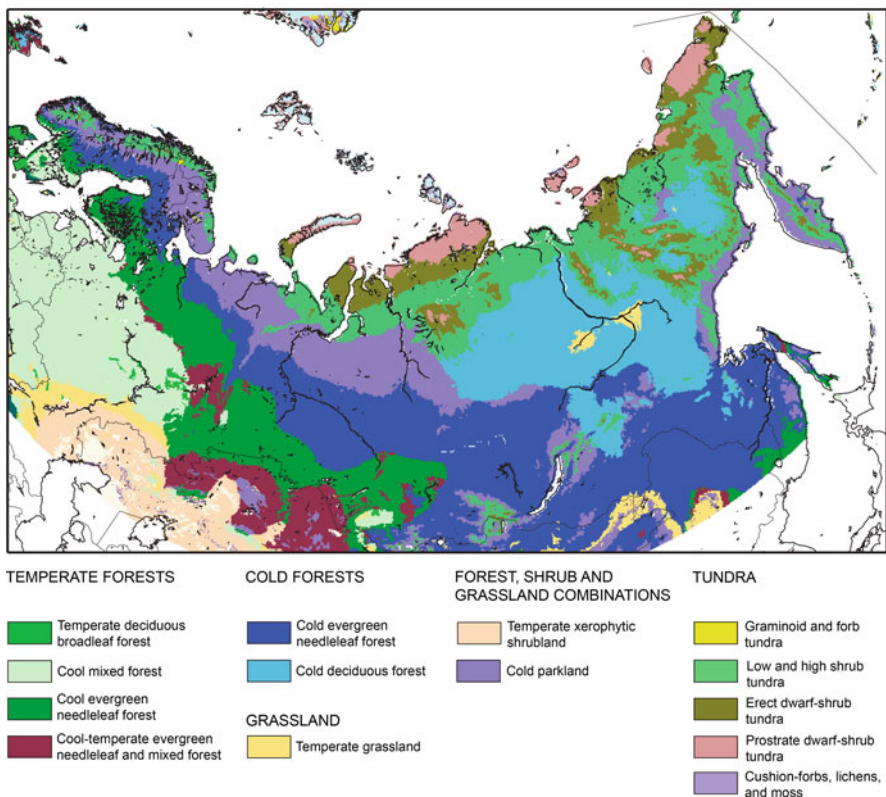 TEMPERATE FORESTS
Temperate deciduous
broadleaf forest
Cool mixed forest
Cool evergreen
needleleaf forest
Cool-temperate evergreen
needleleaf and mixed forest
COLD FORESTS
Cold evergreen
needleleaf forest
Cold deciduous forest
GRASSLAND
Temperate grassland
FOREST, SHRUB AND
GRASSLAND COMBINATIONS
Temperate xerophytic
shrubland
Cold parkland
TUNDRA
Graminoid and forb
tundra
Low and high shrub
tundra
Erect dwarf-shrub
tundra
Prostrate dwarf-shrub
tundra
Cushion-forbs, lichens,
and moss